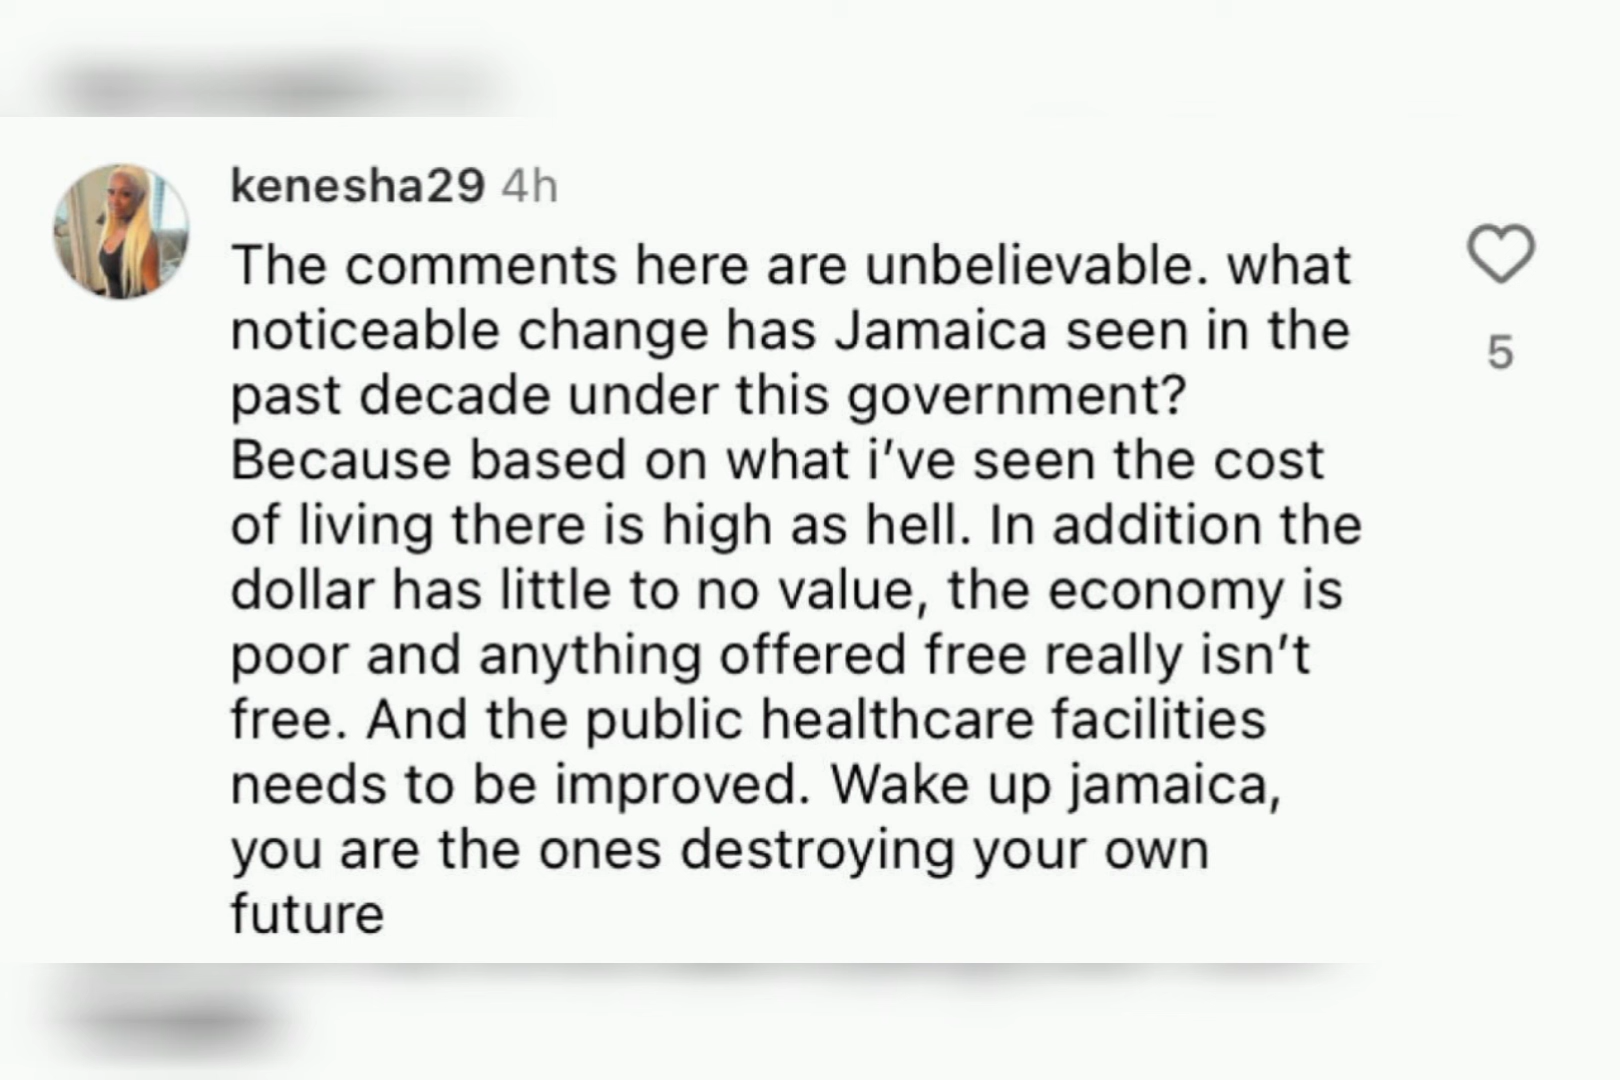 kenesha29 4h
The comments here are unbelievable. what
noticeable change has Jamaica seen in the
past decade under this government?
Because based on what i’ve seen the cost
of living there is high as hell. In addition the
dollar has little to no value, the economy is
poor and anything offered free really isn’t
free. And the public healthcare facilities
needs to be improved. Wake up jamaica,
you are the ones destroying your own
future
5